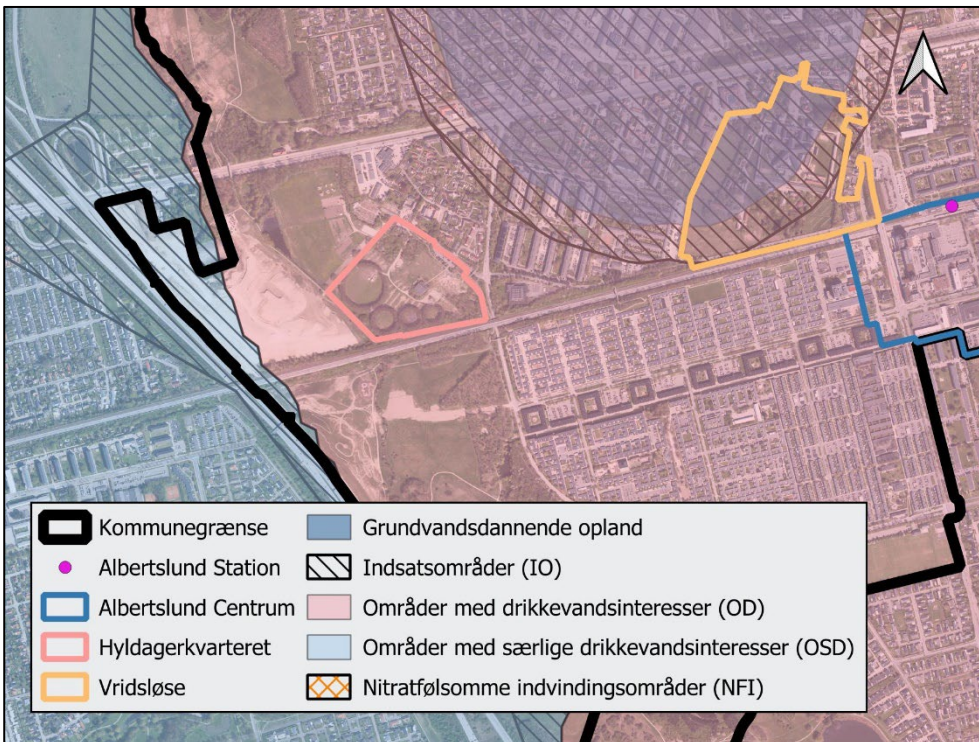 Kommunegrænse
Albertslund Station
Albertslund Centrum
Hyldagerkvarteret
Vridsløse
Grundvandsdannende opland
Indsatsområder (IO)
Områder med drikkevandsinteresser (OD)
Områder med særlige drikkevandsinteresser (OSD)
Nitratfølsomme indvindingsområder (NFI)